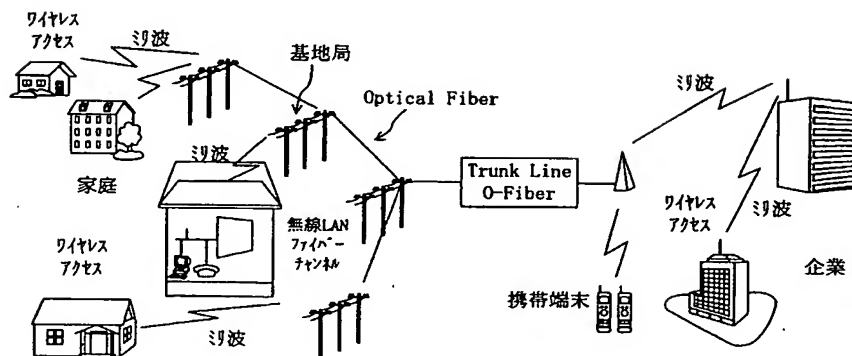 ワイヤレス
アクセス
ミリ波
基地局
ミリ波
Optical Fiber
ミリ波
家庭
Trunk Line
O-Fiber
無線LAN
ファイバー
チャンネル
ワイヤレス
アクセス
ミリ波
ワイヤレス
アクセス
ミリ波
企業
携帯端末